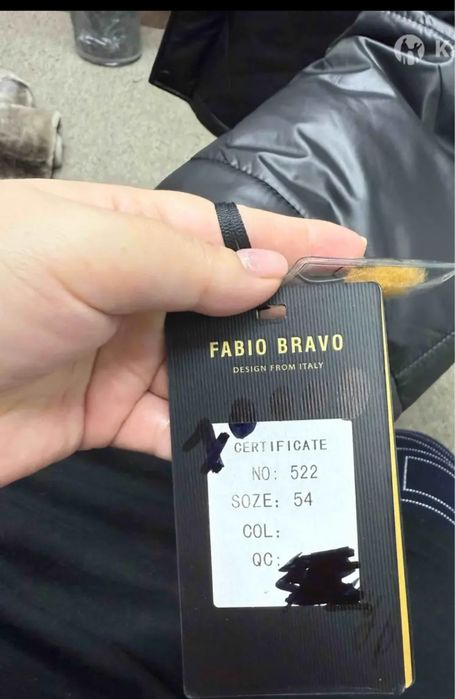 K
FABIO BRAVO
DESIGN FROM ITALY
CERTIFICATE
NO: 522
SOZE: 54
COL:
QC: